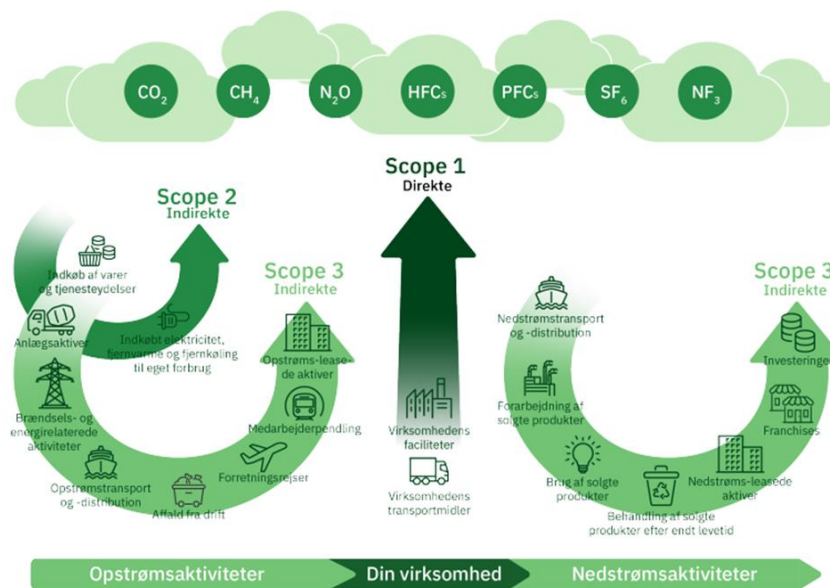 CO2
CH4
N2O
HFCs
PFCs
SF6
NF3
Scope 1
Direkte
Scope 2
Indirekte
Scope 3
Indirekte
Scope 3
Indirekte
Indkøb af varer
og tjenesteydelser
Anlægsaktiver
Indkøbt elektricitet,
fjernvarme og fjernkøling
til eget forbrug
Brændsels- og
energirelaterede
aktiviteter
Opstrømstransport
og -distribution
Affald fra drift
Forretningsrejser
Medarbejderpendling
Opstrøms-lease-
de aktiver
Virksomhedens
faciliteter
Virksomhedens
transportmidler
Nedstrømstransport
og -distribution
Forarbejdning af
solgte produkter
Brug af solgte
produkter
Behandling af solgte
produkter efter endt levetid
Nedstrøms-leasede
aktiver
Franchises
Investeringer
Opstrømsaktiviteter
Din virksomhed
Nedstrømsaktiviteter